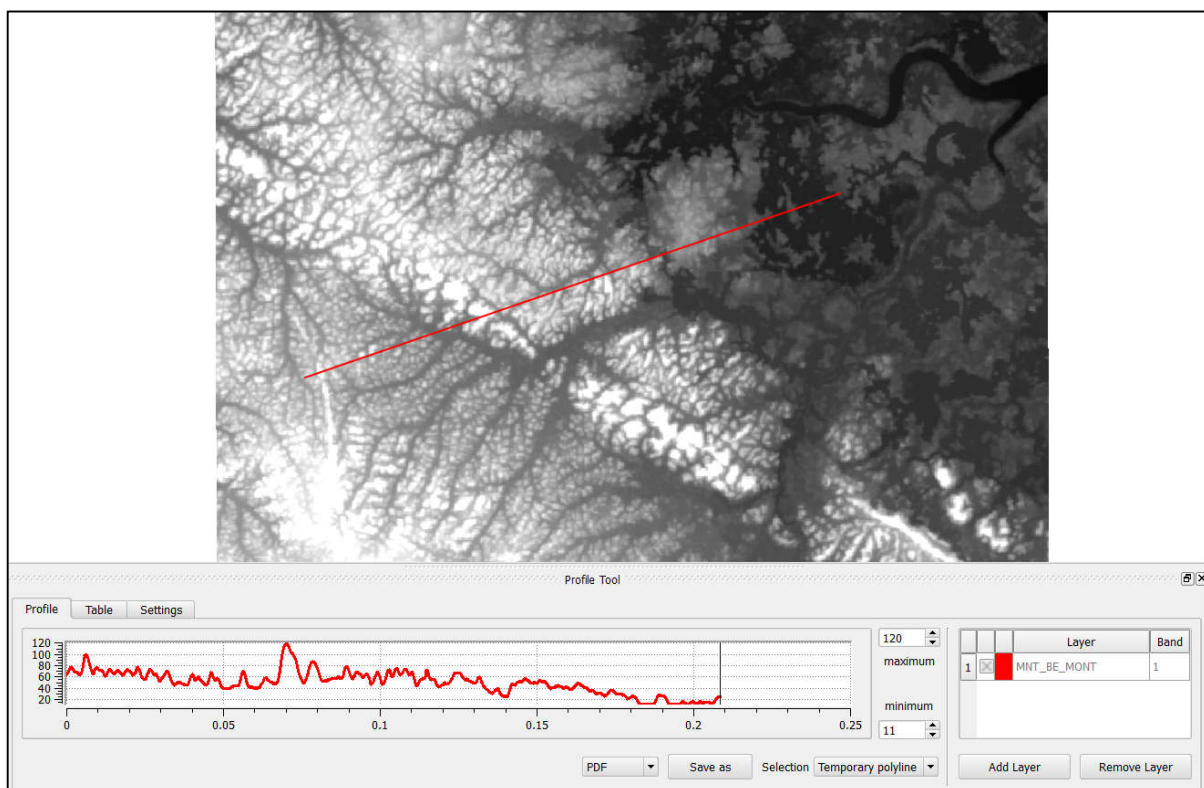 Profile Tool
Profile Table Settings
120
100
80
60
40
20
0 0.05 0.1 0.15 0.2 0.25
120
maximum
minimum
11
Layer Band
1 MNT_BE_MONT 1
PDF Save as Selection Temporary polyline Add Layer Remove Layer